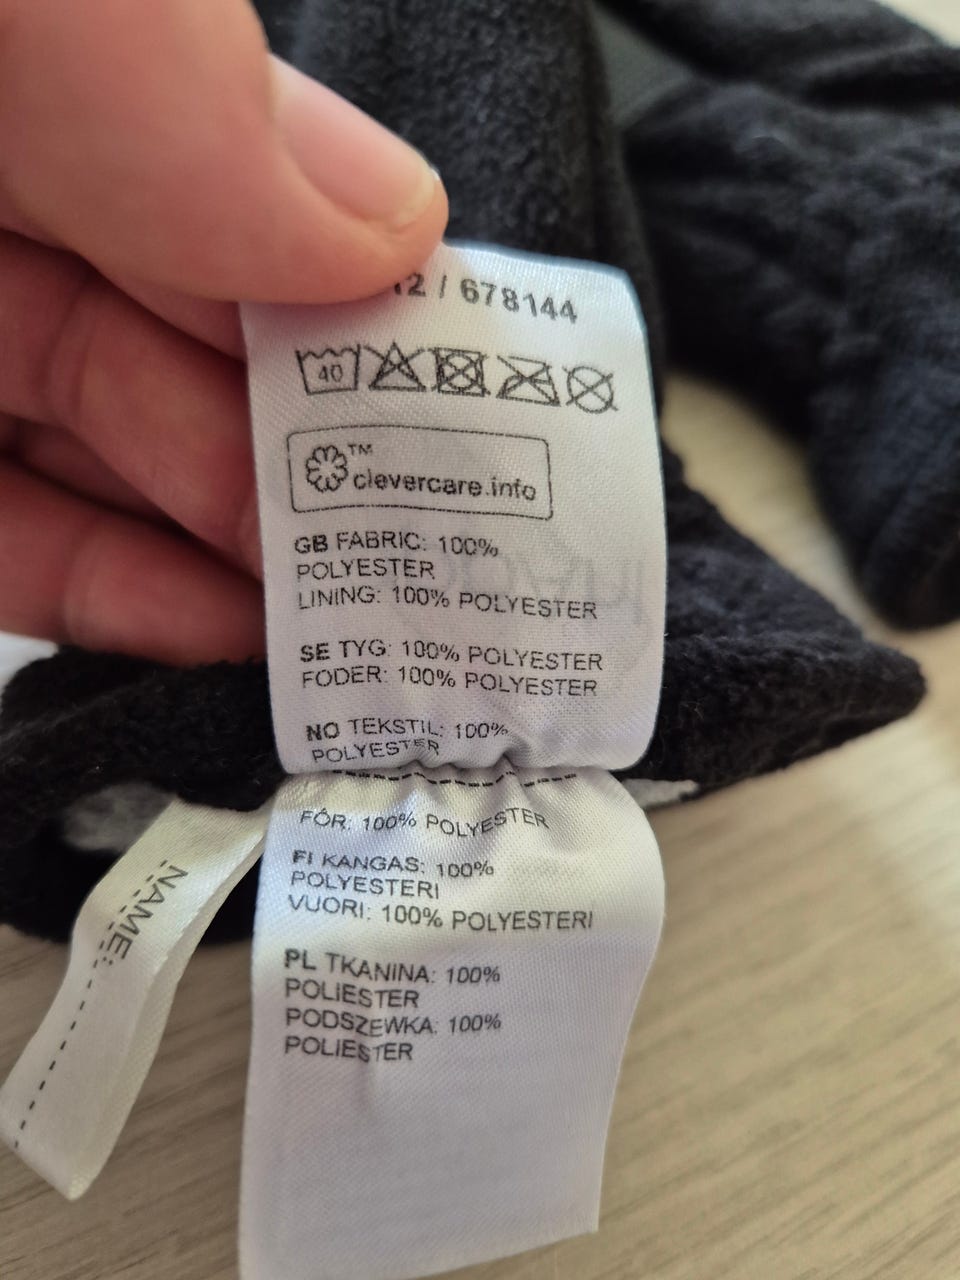 12 / 678144
40
TM
clevercare.info
GB FABRIC: 100%
POLYESTER
LINING: 100% POLYESTER
SE TYG: 100% POLYESTER
FODER: 100% POLYESTER
NO TEKSTIL: 100%
POLYESTER
FÔR: 100% POLYESTER
FI KANGAS: 100%
POLYESTERI
VUORI: 100% POLYESTERI
PL TKANINA: 100%
POLIESTER
PODSZEWKA: 100%
POLIESTER
NAME: